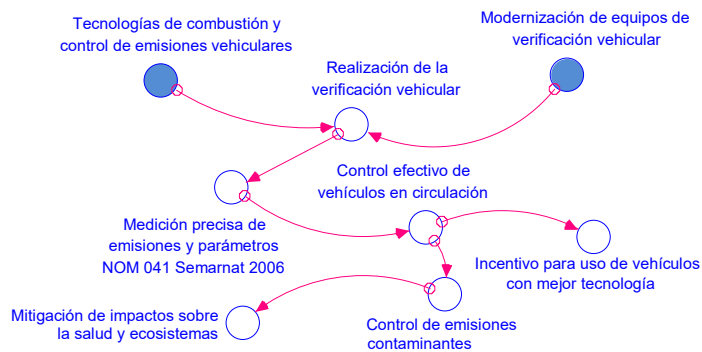 Tecnologías de combustión y
control de emisiones vehiculares
Modernización de equipos de
verificación vehicular
Realización de la
verificación vehicular
Control efectivo de
vehículos en circulación
Medición precisa de
emisiones y parámetros
NOM 041 Semarnat 2006
Incentivo para uso de vehículos
con mejor tecnología
Mitigación de impactos sobre
la salud y ecosistemas
Control de emisiones
contaminantes